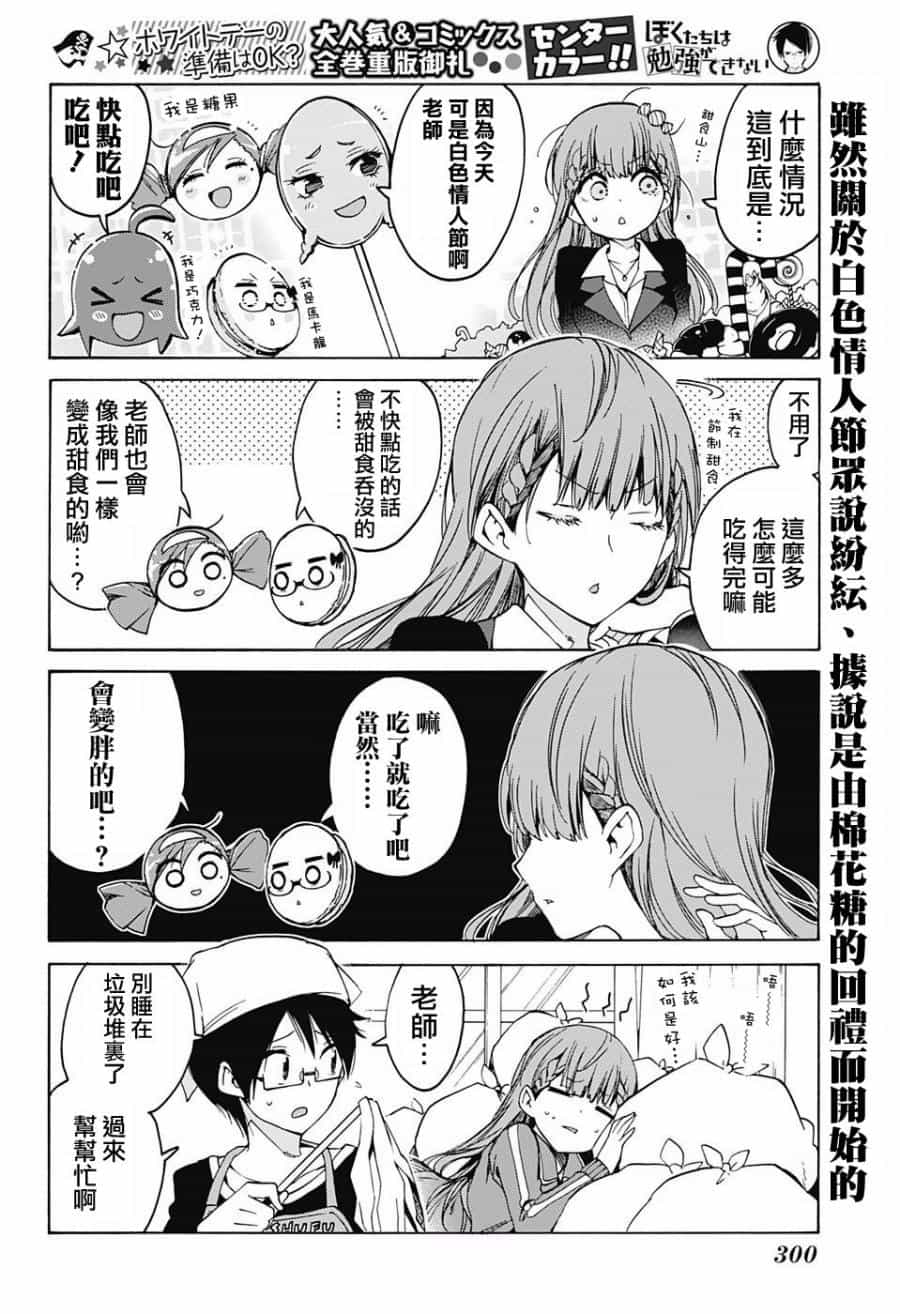 ☆ホワイトデーの
準備はOK?
大人気&コミックス
全巻重版御礼
センター
カラー!!
ぼくたちは
勉強が
できない
雖然關於白色情人節眾說紛紜、據說是由棉花糖的回禮而開始的
什麼情況
這到底是…
甜食山…
因為今天
可是白色情人節啊
老師
我是糖果
快點吃吧
吃吧!
我是馬卡龍
我是巧克力!
不用了
這麼多
怎麼可能
吃得完嘛
我在
節制甜食
不快點吃的話
會被甜食吞沒的
……
老師也會
像我們一樣
變成甜食的喲…?
嘛
吃了就吃了吧
當然……
會變胖的吧…?
唔…
唔…
我該
如何是好…
老師…
別睡在
垃圾堆裏了
過來
幫幫忙啊
SHUFU
300